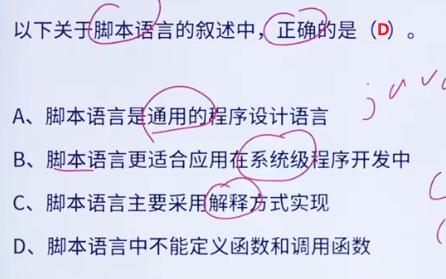 以下关于脚本语言的叙述中，正确的是（D）。
A、脚本语言是通用的程序设计语言
B、脚本语言更适合应用在系统级程序开发中
C、脚本语言主要采用解释方式实现
D、脚本语言中不能定义函数和调用函数